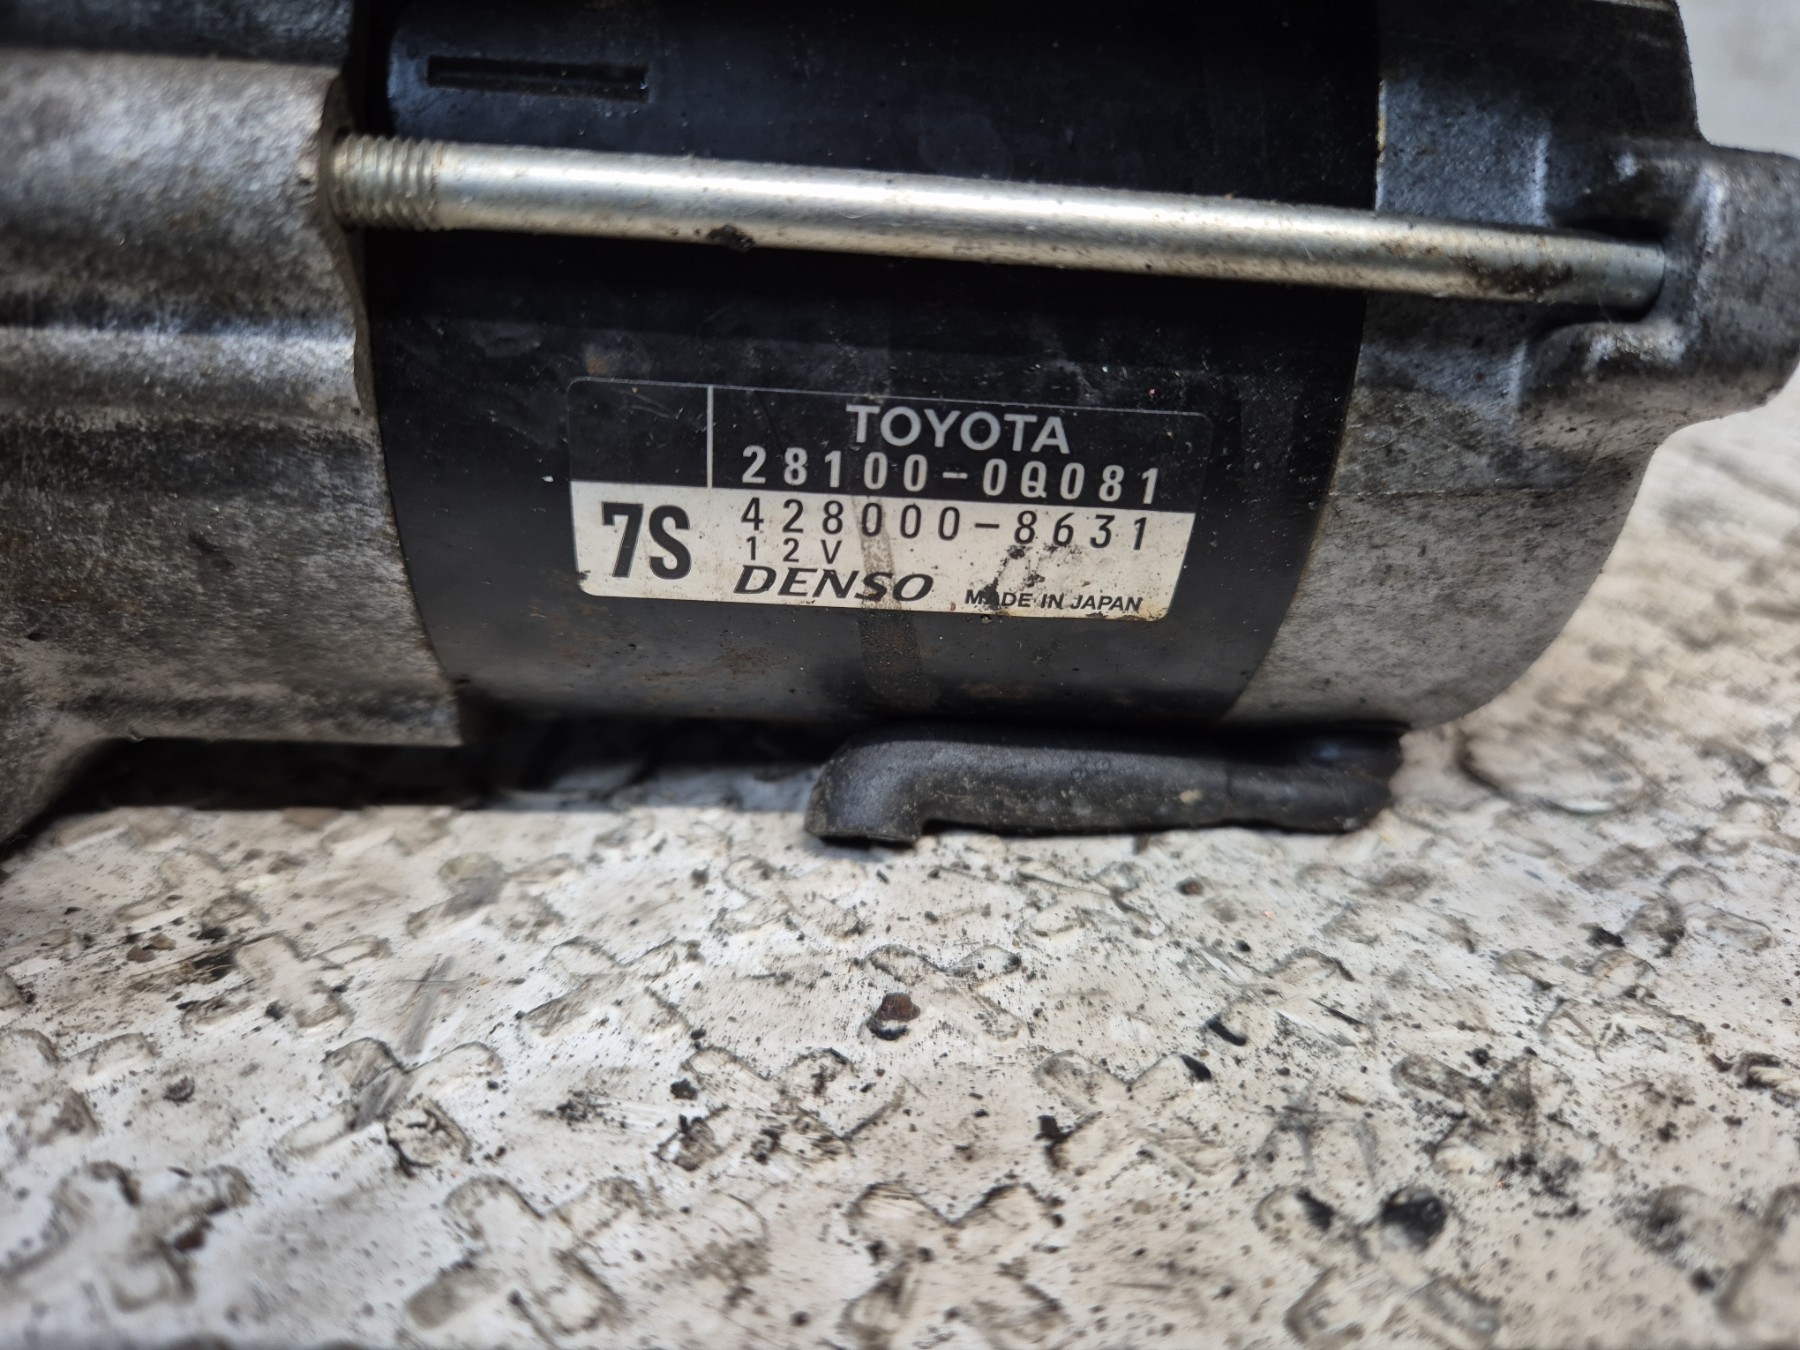 TOYOTA
28100-0Q081
7S
428000-8631
12V
DENSO
MADE IN JAPAN